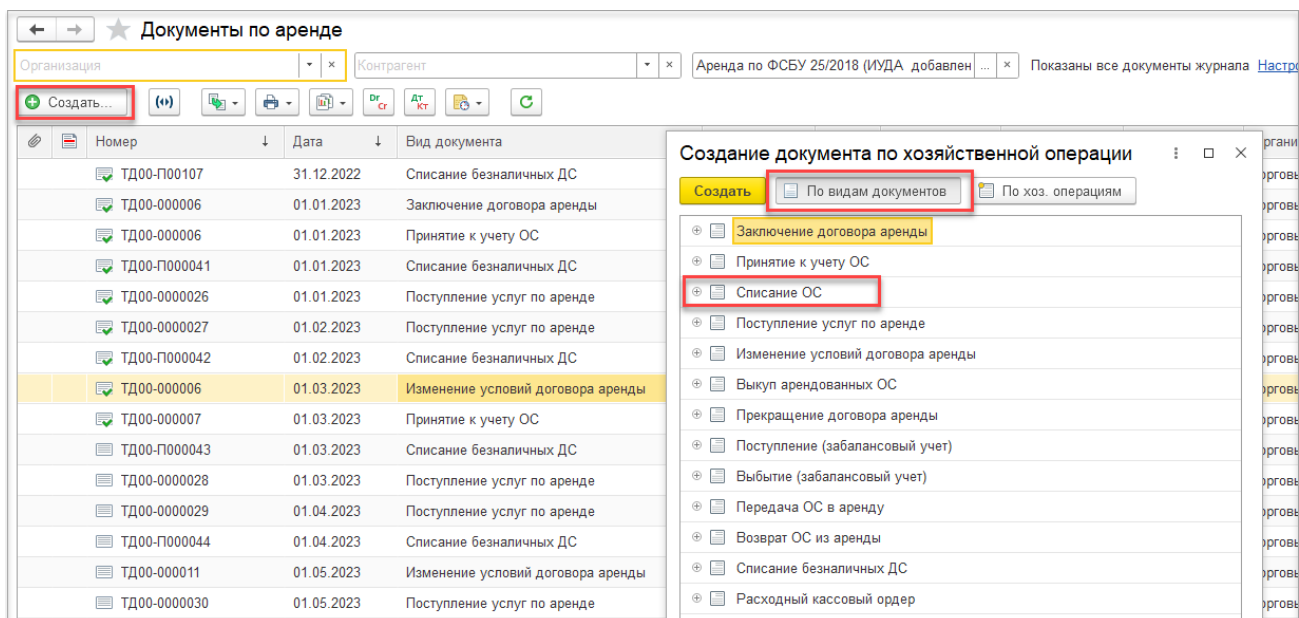 Документы по аренде
Организация Контрагент Аренда по ФСБУ 25/2018 (ИУДА добавлен ... Показаны все документы журнала Настро
Создать...
Номер Дата Вид документа
ТД00-П00107 31.12.2022 Списание безналичных ДС
ТД00-000006 01.01.2023 Заключение договора аренды
ТД00-000006 01.01.2023 Принятие к учету ОС
ТД00-П000041 01.01.2023 Списание безналичных ДС
ТД00-0000026 01.01.2023 Поступление услуг по аренде
ТД00-0000027 01.02.2023 Поступление услуг по аренде
ТД00-П000042 01.02.2023 Списание безналичных ДС
ТД00-000006 01.03.2023 Изменение условий договора аренды
ТД00-000007 01.03.2023 Принятие к учету ОС
ТД00-П000043 01.03.2023 Списание безналичных ДС
ТД00-0000028 01.03.2023 Поступление услуг по аренде
ТД00-0000029 01.04.2023 Поступление услуг по аренде
ТД00-П000044 01.04.2023 Списание безналичных ДС
ТД00-000011 01.05.2023 Изменение условий договора аренды
ТД00-0000030 01.05.2023 Поступление услуг по аренде
Создание документа по хозяйственной операции
Создать По видам документов По хоз. операциям
Заключение договора аренды
Принятие к учету ОС
Списание ОС
Поступление услуг по аренде
Изменение условий договора аренды
Выкуп арендованных ОС
Прекращение договора аренды
Поступление (забалансовый учет)
Выбытие (забалансовый учет)
Передача ОС в аренду
Возврат ОС из аренды
Списание безналичных ДС
Расходный кассовый ордер